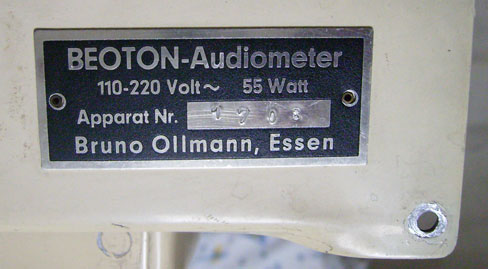 BEOTON-Audiometer
110-220 Volt~ 55 Watt
Apparat Nr.
Bruno Ollmann, Essen